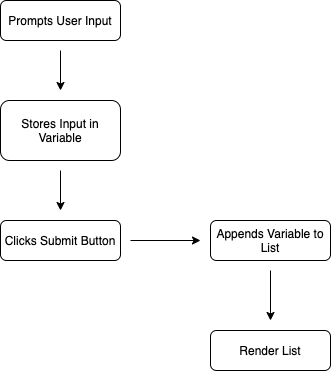 Prompts User Input
Stores Input in
Variable
Clicks Submit Button
Appends Variable to
List
Render List